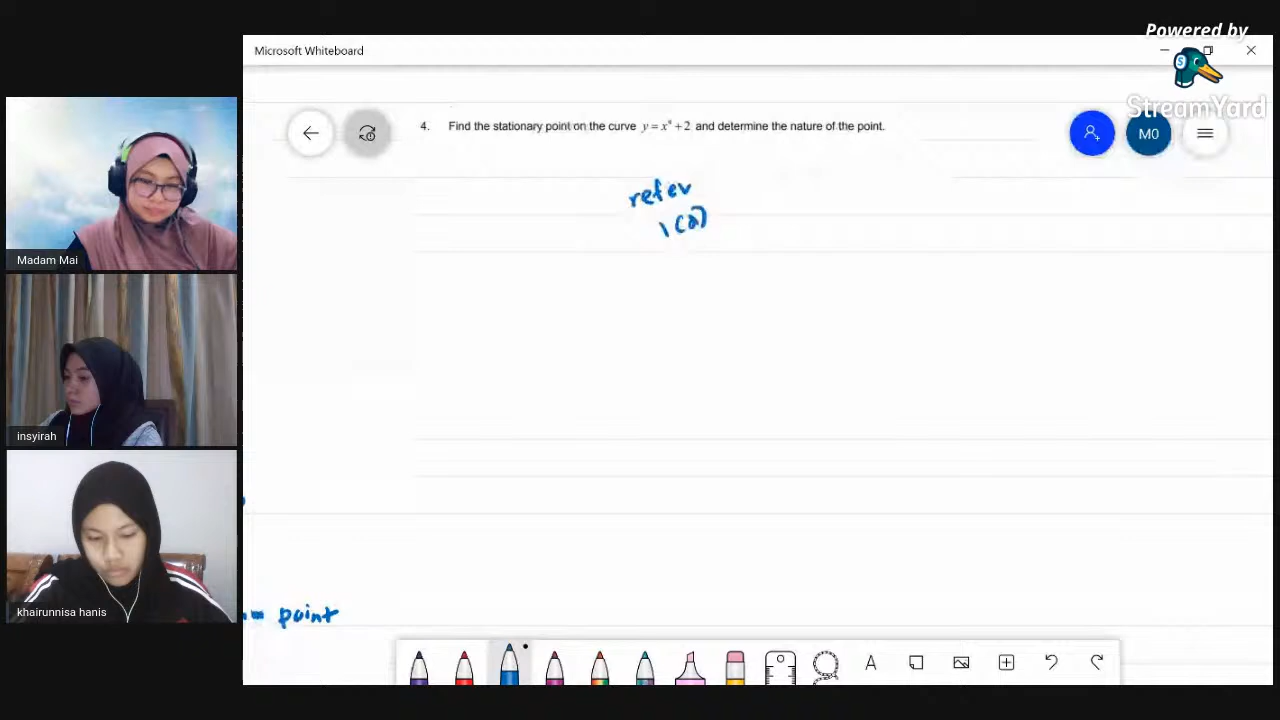 Powered by
StreamYard
Microsoft Whiteboard
4. Find the stationary point on the curve y = x⁴ + 2 and determine the nature of the point.
M0
refer
1(a)
point
A
Madam Mai
insyirah
khairunnisa hanis